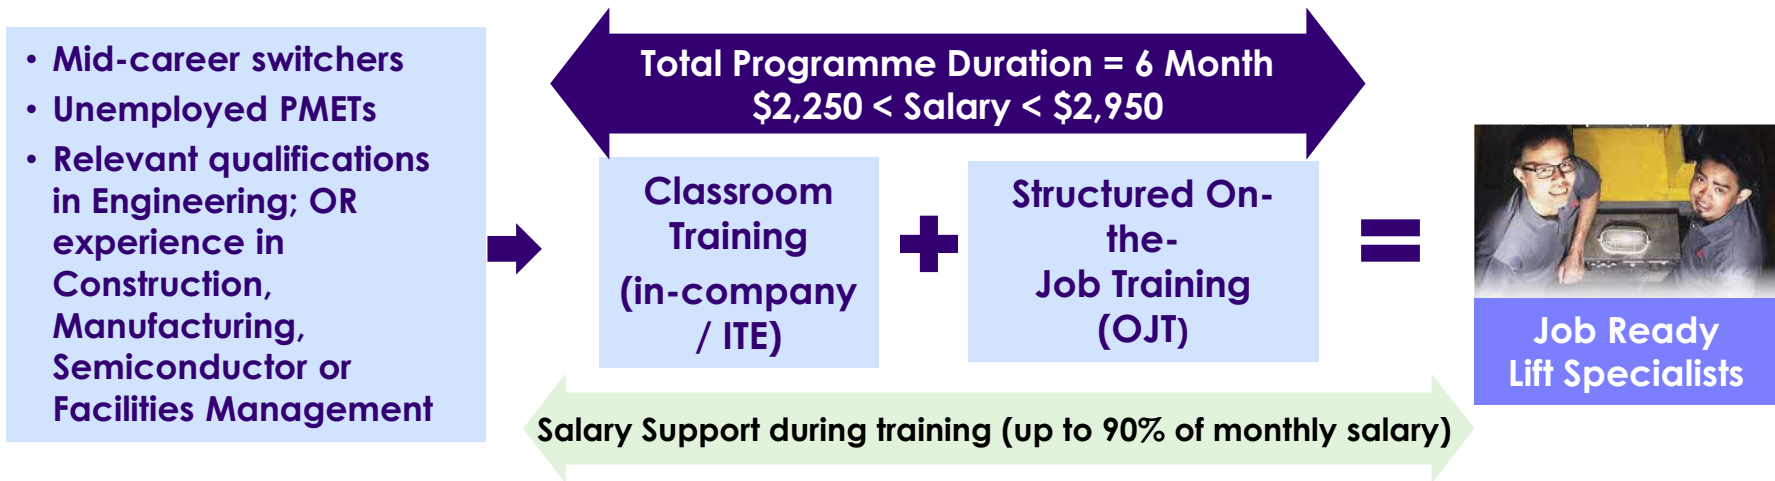 • Mid-career switchers
• Unemployed PMETs
• Relevant qualifications
in Engineering; OR
experience in
Construction,
Manufacturing,
Semiconductor or
Facilities Management
Total Programme Duration = 6 Month
$2,250 < Salary < $2,950
Classroom
Training
(in-company
/ ITE)
Structured On-
the-
Job Training
(OJT)
Job Ready
Lift Specialists
Salary Support during training (up to 90% of monthly salary)